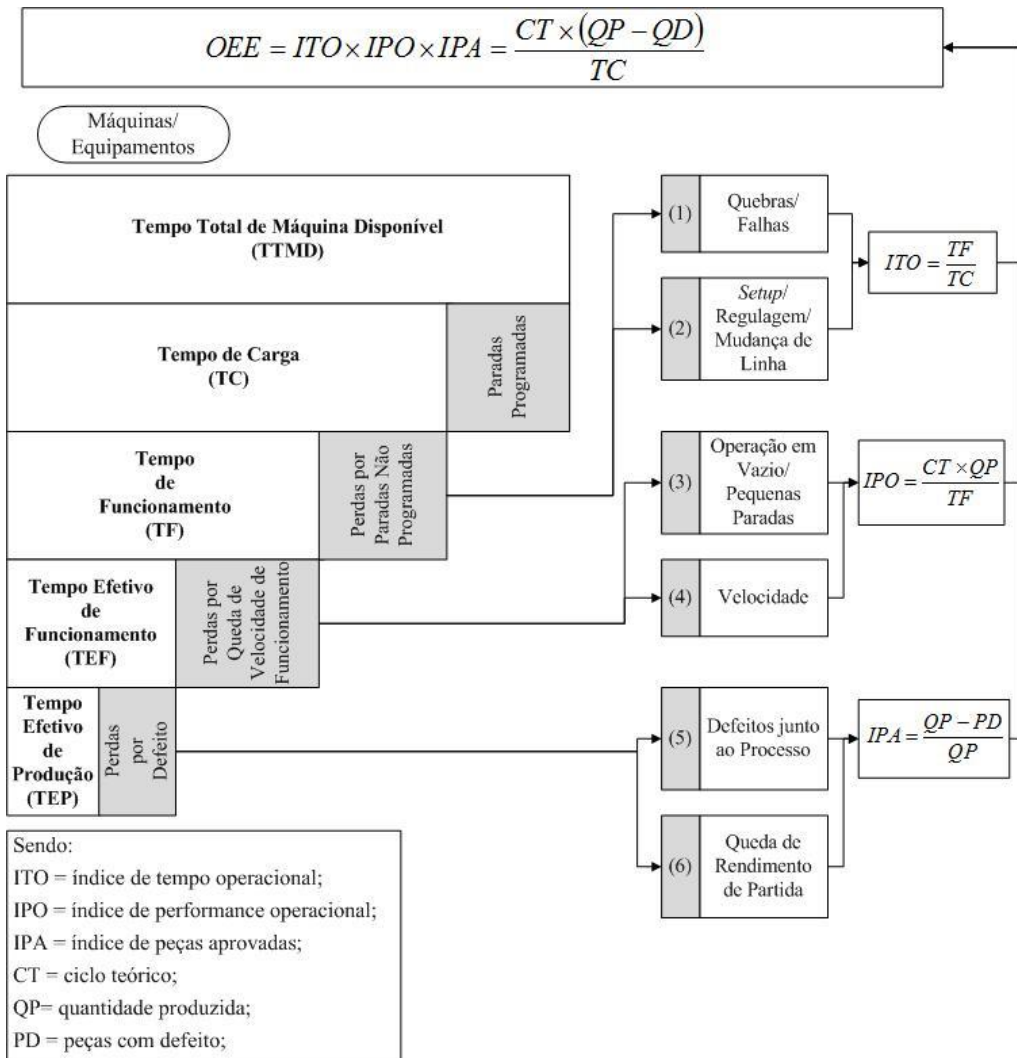 OEE = ITO × IPO × IPA = \frac{CT × (QP − QD)}{TC}
Máquinas/
Equipamentos
Tempo Total de Máquina Disponível
(TTMD)
Tempo de Carga
(TC)
Paradas
Programadas
Tempo
de
Funcionamento
(TF)
Perdas por
Paradas Não
Programadas
Tempo Efetivo
de
Funcionamento
(TEF)
Perdas por
Queda de
Velocidade de
Funcionamento
Tempo
Efetivo
de
Produção
(TEP)
Perdas
por
Defeito
(1)
Quebras/
Falhas
(2)
Setup/
Regulagem/
Mudança de
Linha
ITO = \frac{TF}{TC}
(3)
Operação em
Vazio/
Pequenas
Paradas
(4)
Velocidade
IPO = \frac{CT × QP}{TF}
(5)
Defeitos junto
ao Processo
(6)
Queda de
Rendimento
de Partida
IPA = \frac{QP − PD}{QP}
Sendo:
ITO = índice de tempo operacional;
IPO = índice de performance operacional;
IPA = índice de peças aprovadas;
CT = ciclo teórico;
QP= quantidade produzida;
PD = peças com defeito;